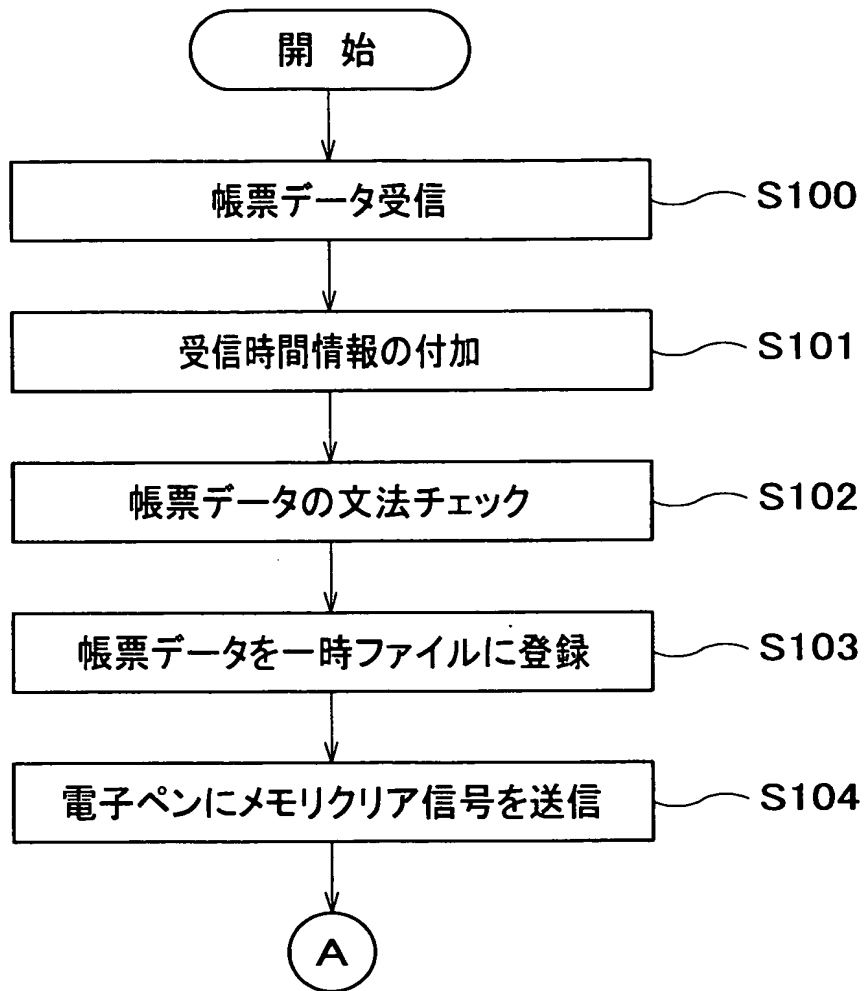 開 始
帳票データ受信
S100
受信時間情報の付加
S101
帳票データの文法チェック
S102
帳票データを一時ファイルに登録
S103
電子ペンにメモリクリア信号を送信
S104
A